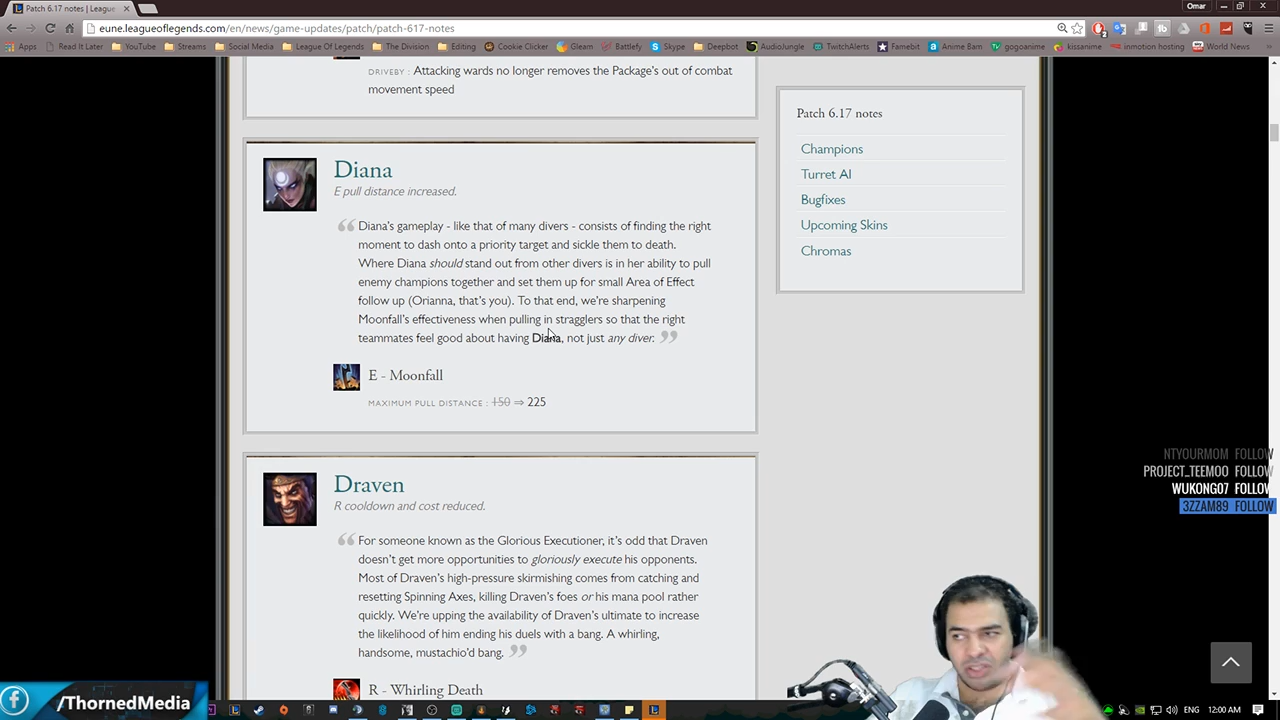 Patch 6.17 notes | League
Omar
eune.leagueoflegends.com/en/news/game-updates/patch/patch-617-notes
Apps Read It Later YouTube Streams Social Media League Of Legends The Division Editing Cookie Clicker Gleam Battlefy Skype Deepbot AudioJungle TwitchAlerts Famebit Anime Bam gogoanime kissanime inmotion hosting World News
DRIVEBY : Attacking wards no longer removes the Package's out of combat
movement speed
Diana
E pull distance increased.
Diana's gameplay - like that of many divers - consists of finding the right
moment to dash onto a priority target and sickle them to death.
Where Diana should stand out from other divers is in her ability to pull
enemy champions together and set them up for small Area of Effect
follow up (Orianna, that's you). To that end, we're sharpening
Moonfall's effectiveness when pulling in stragglers so that the right
teammates feel good about having Diana, not just any diver.
E - Moonfall
MAXIMUM PULL DISTANCE : 150 ⇒ 225
Draven
R cooldown and cost reduced.
For someone known as the Glorious Executioner, it's odd that Draven
doesn't get more opportunities to gloriously execute his opponents.
Most of Draven's high-pressure skirmishing comes from catching and
resetting Spinning Axes, killing Draven's foes or his mana pool rather
quickly. We're upping the availability of Draven's ultimate to increase
the likelihood of him ending his duels with a bang. A whirling,
handsome, mustachio'd bang.
R - Whirling Death
Patch 6.17 notes
Champions
Turret AI
Bugfixes
Upcoming Skins
Chromas
NTYOURMOM FOLLOW
PROJECT_TEEMOO FOLLOW
WUKONG07 FOLLOW
3ZZAM89 FOLLOW
/ThornedMedia
ENG 12:00 AM